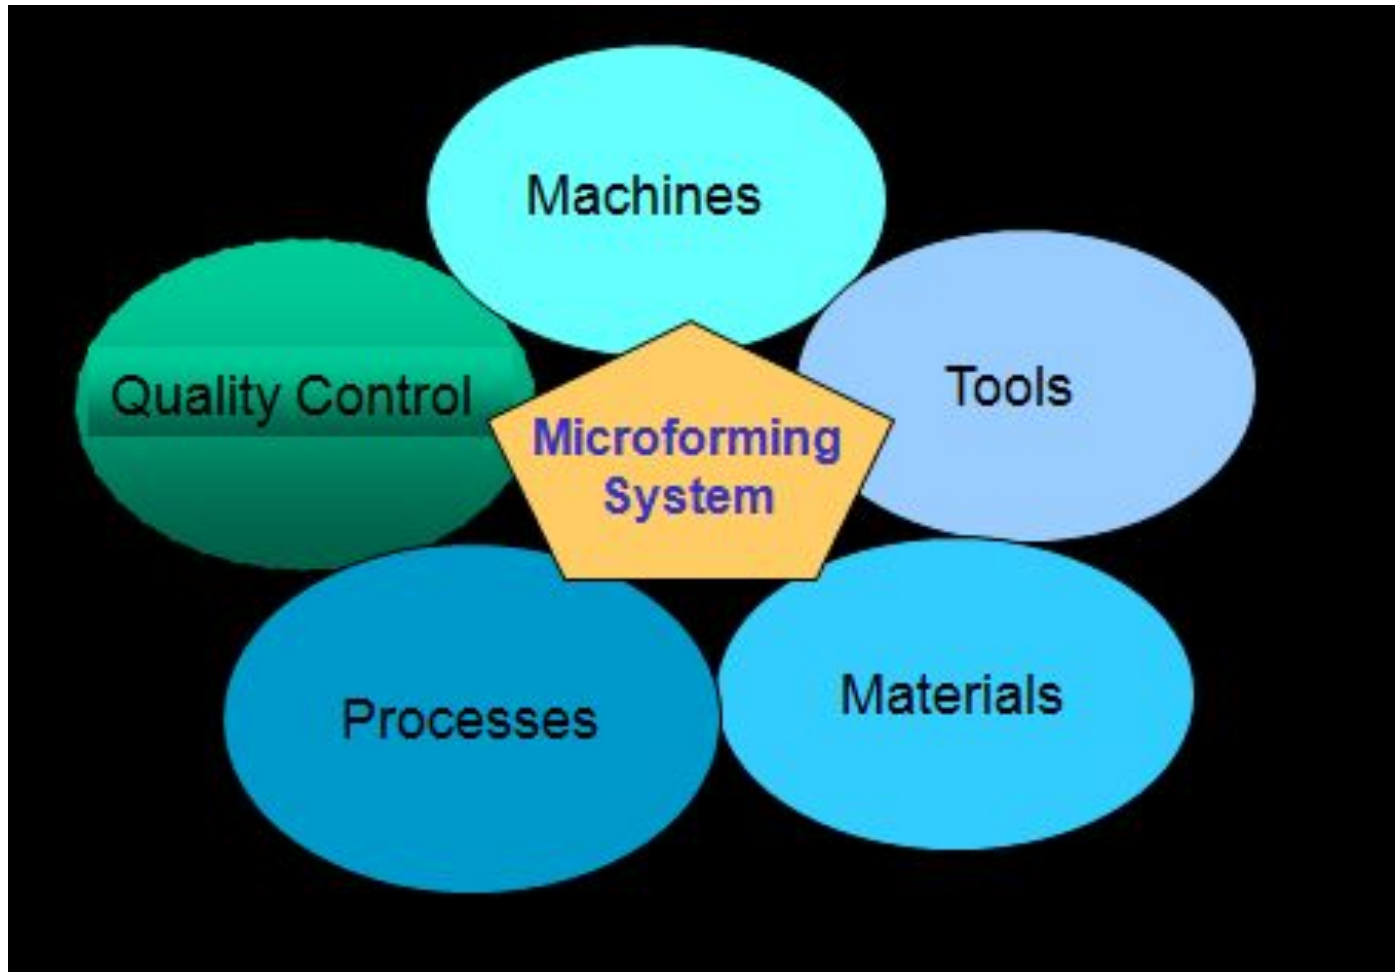 Machines
Quality Control
Tools
Microforming
System
Processes
Materials